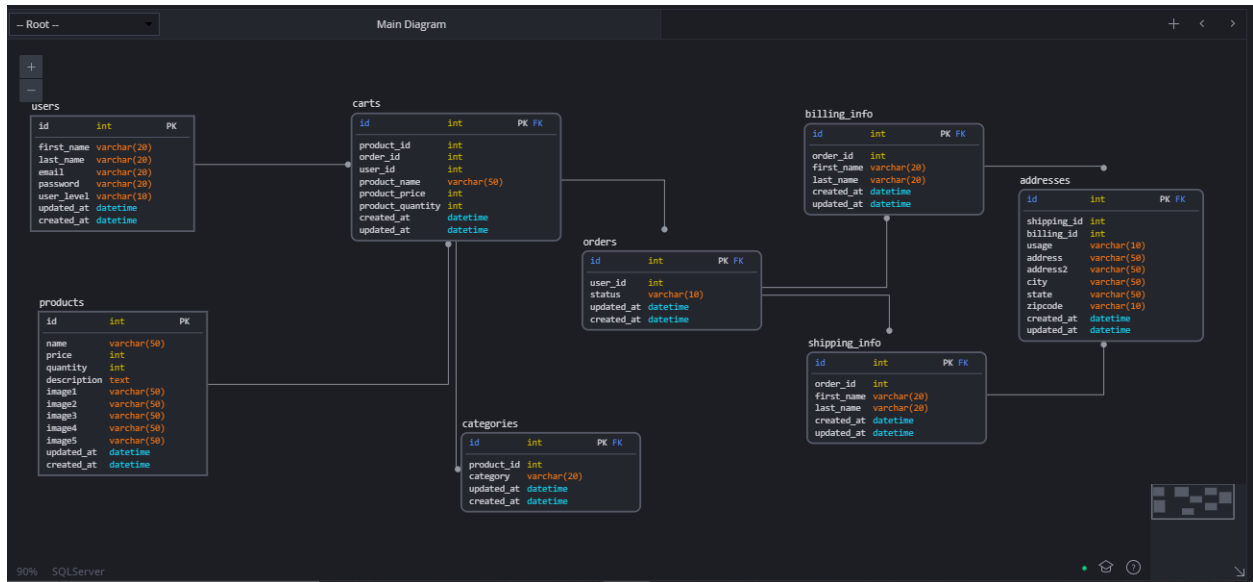 -- Root --
Main Diagram
+
−
users
id int PK
first_name varchar(20)
last_name varchar(20)
email varchar(20)
password varchar(20)
user_level varchar(10)
updated_at datetime
created_at datetime
carts
id int PK FK
product_id int
order_id int
user_id int
product_name varchar(50)
product_price int
product_quantity int
created_at datetime
updated_at datetime
billing_info
id int PK FK
order_id int
first_name varchar(20)
last_name varchar(20)
created_at datetime
updated_at datetime
addresses
id int PK FK
shipping_id int
billing_id int
usage varchar(10)
address varchar(50)
address2 varchar(50)
city varchar(50)
state varchar(50)
zipcode varchar(10)
created_at datetime
updated_at datetime
orders
id int PK FK
user_id int
status varchar(10)
updated_at datetime
created_at datetime
products
id int PK
name varchar(50)
price int
quantity int
description text
image1 varchar(50)
image2 varchar(50)
image3 varchar(50)
image4 varchar(50)
image5 varchar(50)
updated_at datetime
created_at datetime
shipping_info
id int PK FK
order_id int
first_name varchar(20)
last_name varchar(20)
created_at datetime
updated_at datetime
categories
id int PK FK
product_id int
category varchar(20)
updated_at datetime
created_at datetime
90% SQLServer